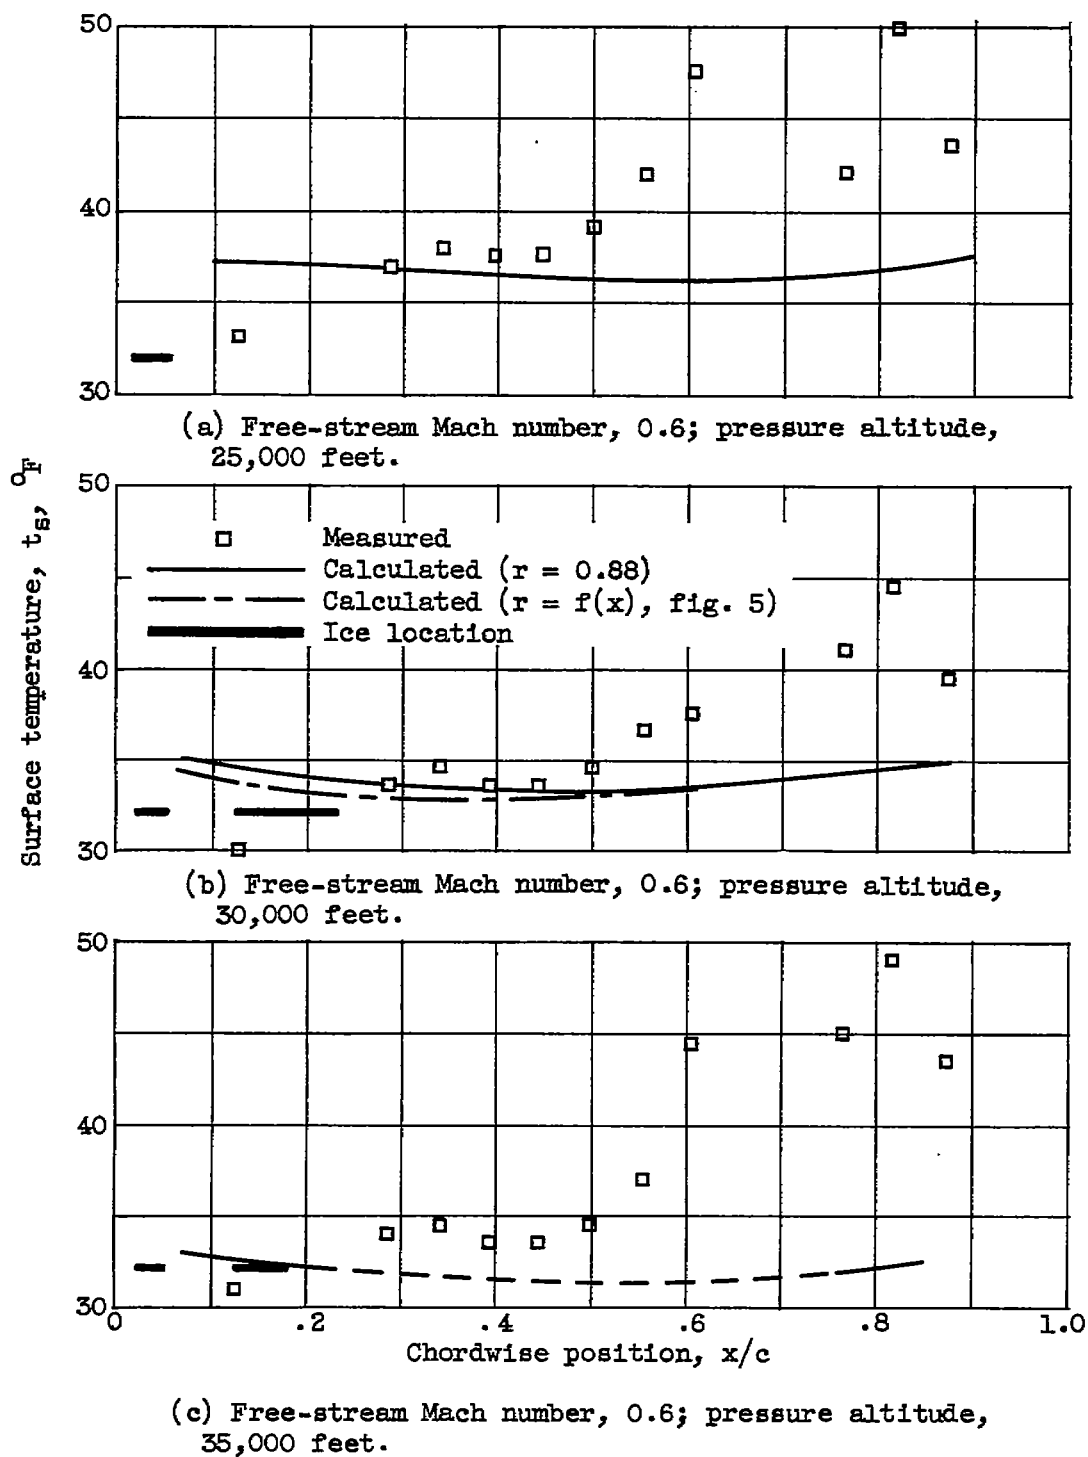 50
40
30
(a) Free-stream Mach number, 0.6; pressure altitude,
25,000 feet.
Surface temperature, ts, °F
50
40
30
Measured
Calculated (r = 0.88)
Calculated (r = f(x), fig. 5)
Ice location
(b) Free-stream Mach number, 0.6; pressure altitude,
30,000 feet.
50
40
30
0 .2 .4 .6 .8 1.0
Chordwise position, x/c
(c) Free-stream Mach number, 0.6; pressure altitude,
35,000 feet.